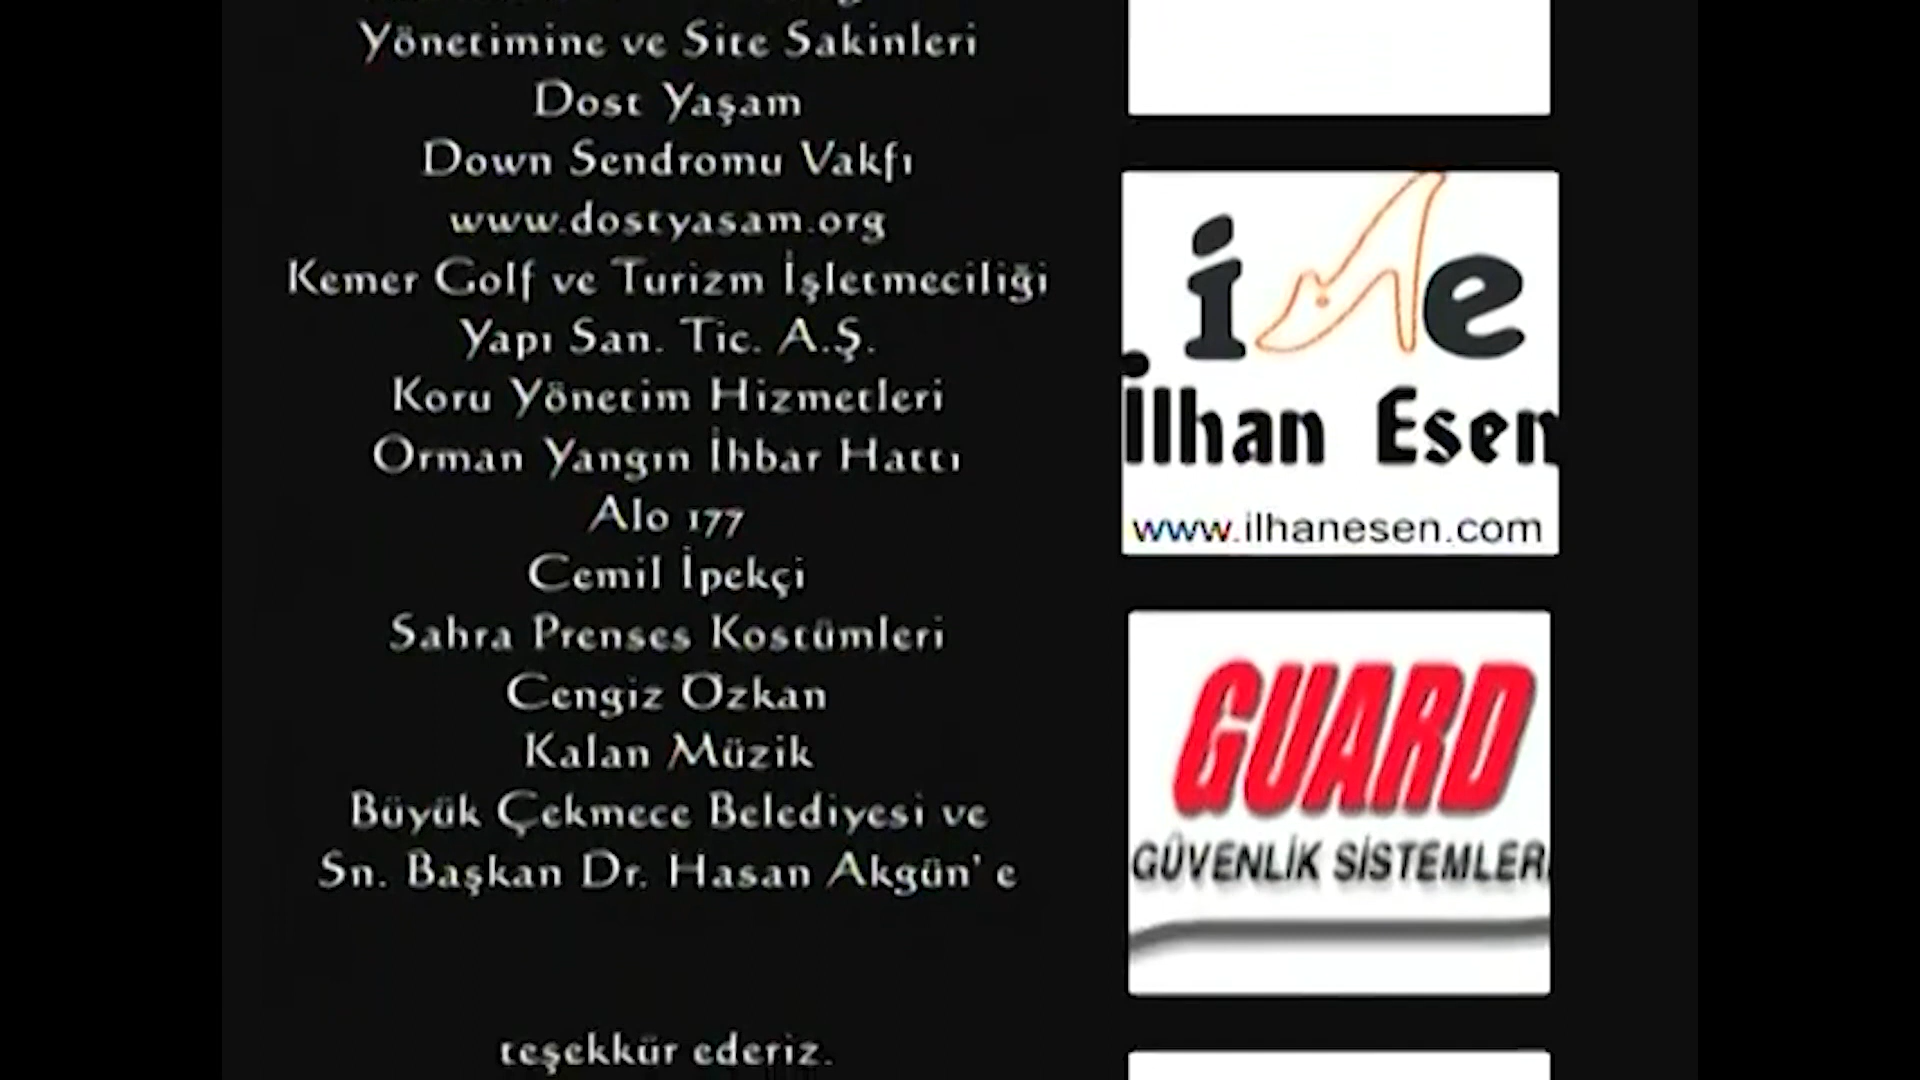 Yönetimine ve Site Sakinleri
Dost Yaşam
Down Sendromu Vakfı
www.dostyasam.org
Kemer Golf ve Turizm İşletmeciliği
Yapı San. Tic. A.Ş.
Koru Yönetim Hizmetleri
Orman Yangın İhbar Hattı
Alo 177
Cemil İpekçi
Sahra Prenses Kostümleri
Cengiz Özkan
Kalan Müzik
Büyük Çekmece Belediyesi ve
Sn. Başkan Dr. Hasan Akgün' e
teşekkür ederiz.
i e
İlhan Esen
www.ilhanesen.com
GUARD
GÜVENLİK SİSTEMLERİ